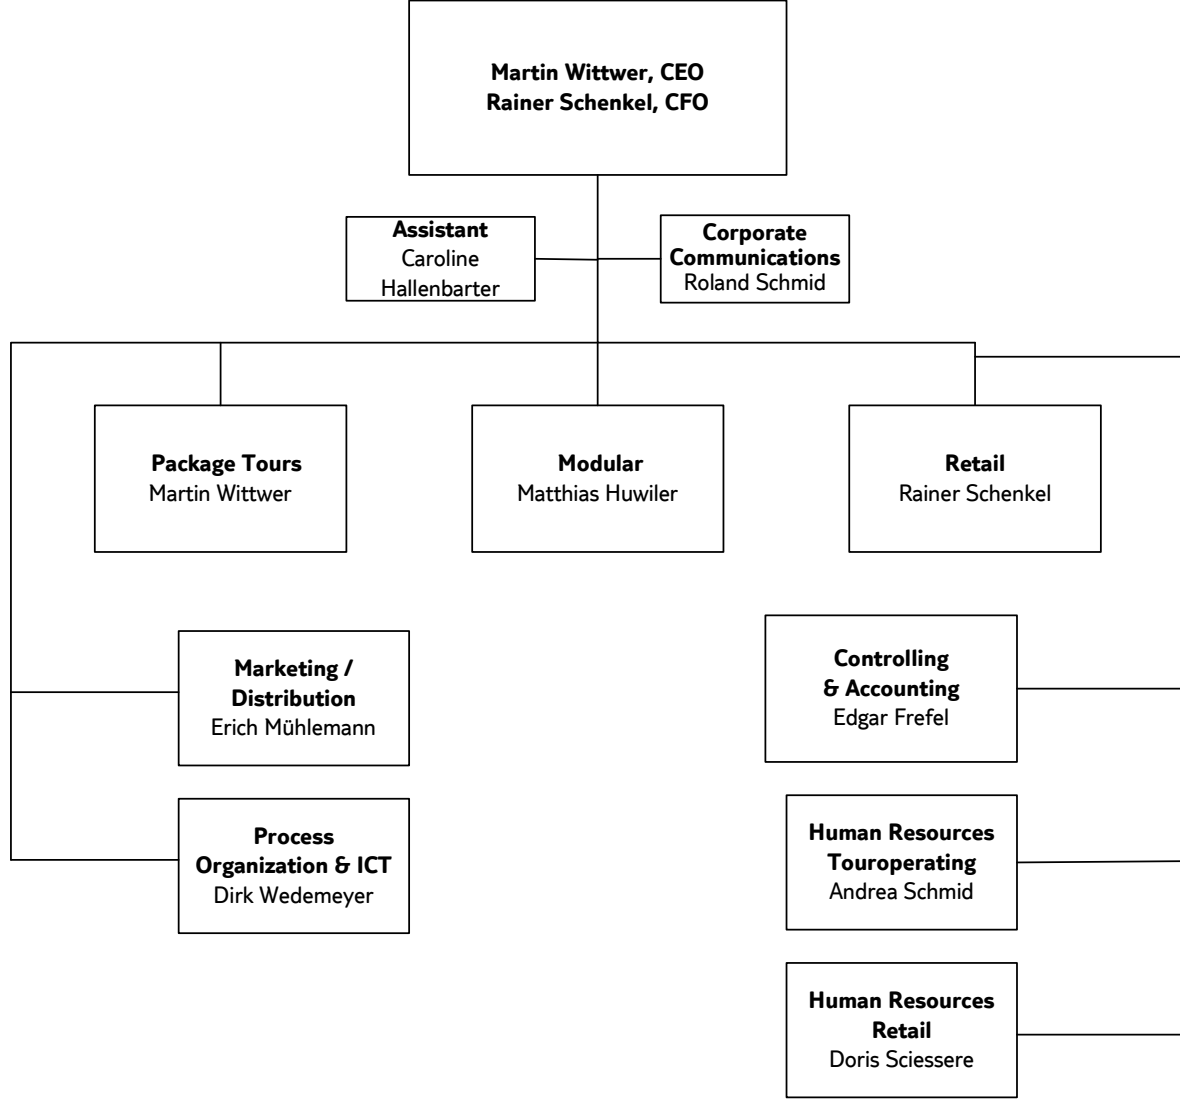 Martin Wittwer, CEO
Rainer Schenkel, CFO
Assistant
Caroline
Hallenbarter
Corporate
Communications
Roland Schmid
Package Tours
Martin Wittwer
Modular
Matthias Huwiler
Retail
Rainer Schenkel
Marketing /
Distribution
Erich Mühlemann
Controlling
& Accounting
Edgar Frefel
Process
Organization & ICT
Dirk Wedemeyer
Human Resources
Touroperating
Andrea Schmid
Human Resources
Retail
Doris Sciessere